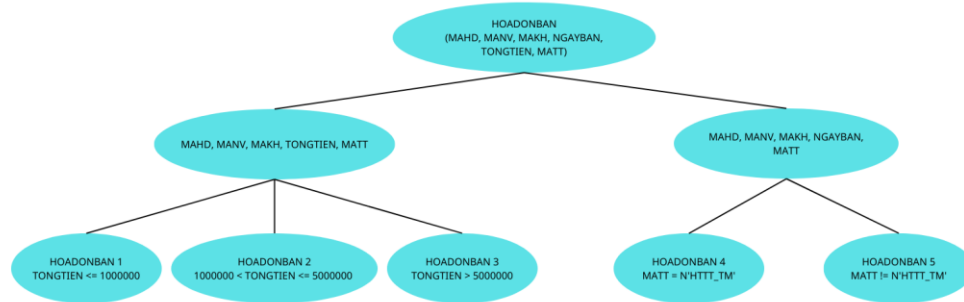 HOADONBAN
(MAHD, MANV, MAKH, NGAYBAN,
TONGTIEN, MATT)
MAHD, MANV, MAKH, TONGTIEN, MATT
MAHD, MANV, MAKH, NGAYBAN,
MATT
HOADONBAN 1
TONGTIEN <= 1000000
HOADONBAN 2
1000000 < TONGTIEN <= 5000000
HOADONBAN 3
TONGTIEN > 5000000
HOADONBAN 4
MATT = N'HTTT_TM'
HOADONBAN 5
MATT != N'HTTT_TM'